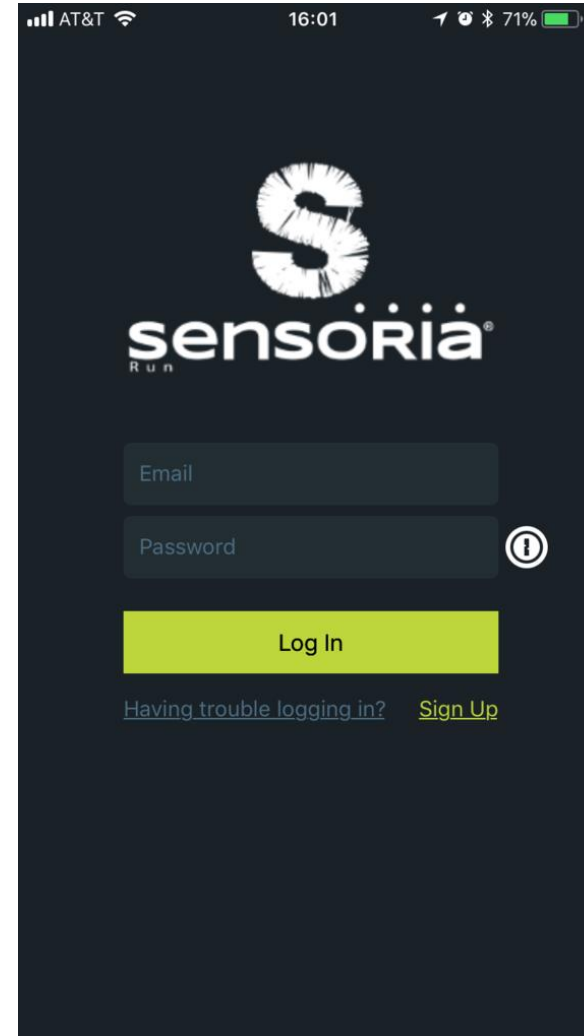 AT&T 16:01 71%
S
sensoria®
Run
Email
Password
Log In
Having trouble logging in? Sign Up